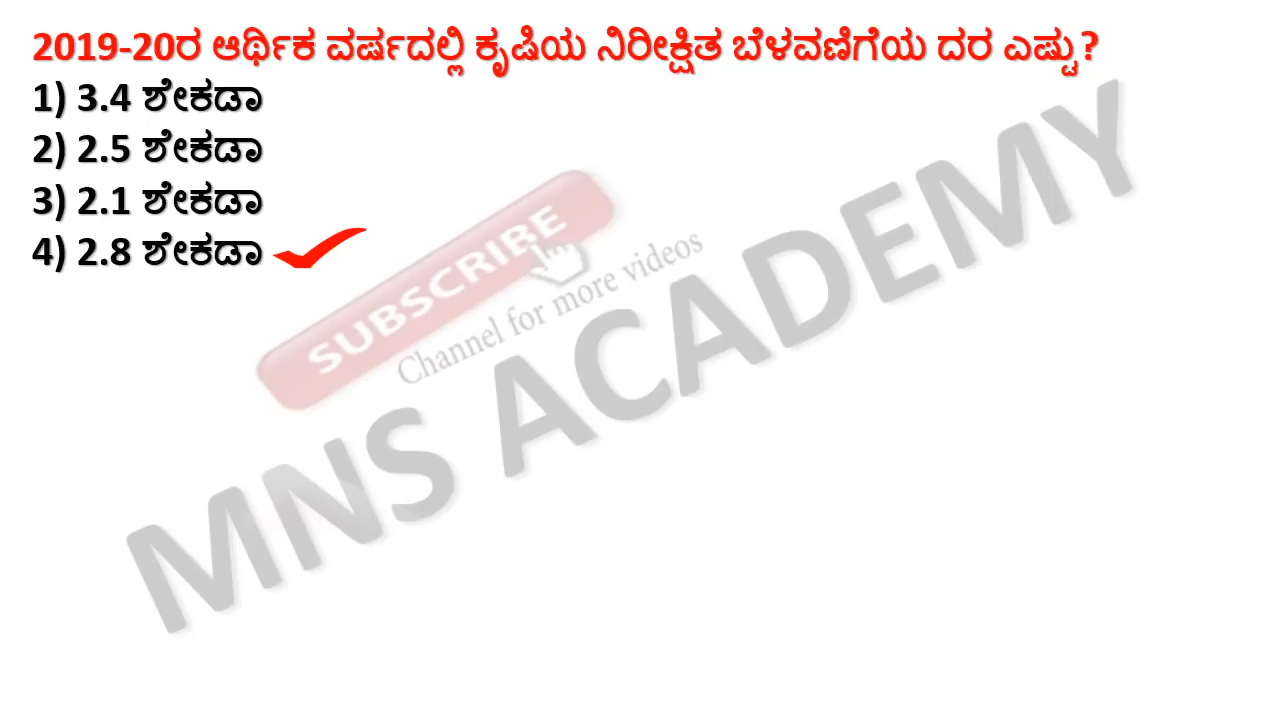 2019-20ರ ಆರ್ಥಿಕ ವರ್ಷದಲ್ಲಿ ಕೃಷಿಯ ನಿರೀಕ್ಷಿತ ಬೆಳವಣಿಗೆಯ ದರ ಎಷ್ಟು?
1) 3.4 ಶೇಕಡಾ
2) 2.5 ಶೇಕಡಾ
3) 2.1 ಶೇಕಡಾ
4) 2.8 ಶೇಕಡಾ
SUBSCRIBE
Channel for more videos
MNS ACADEMY